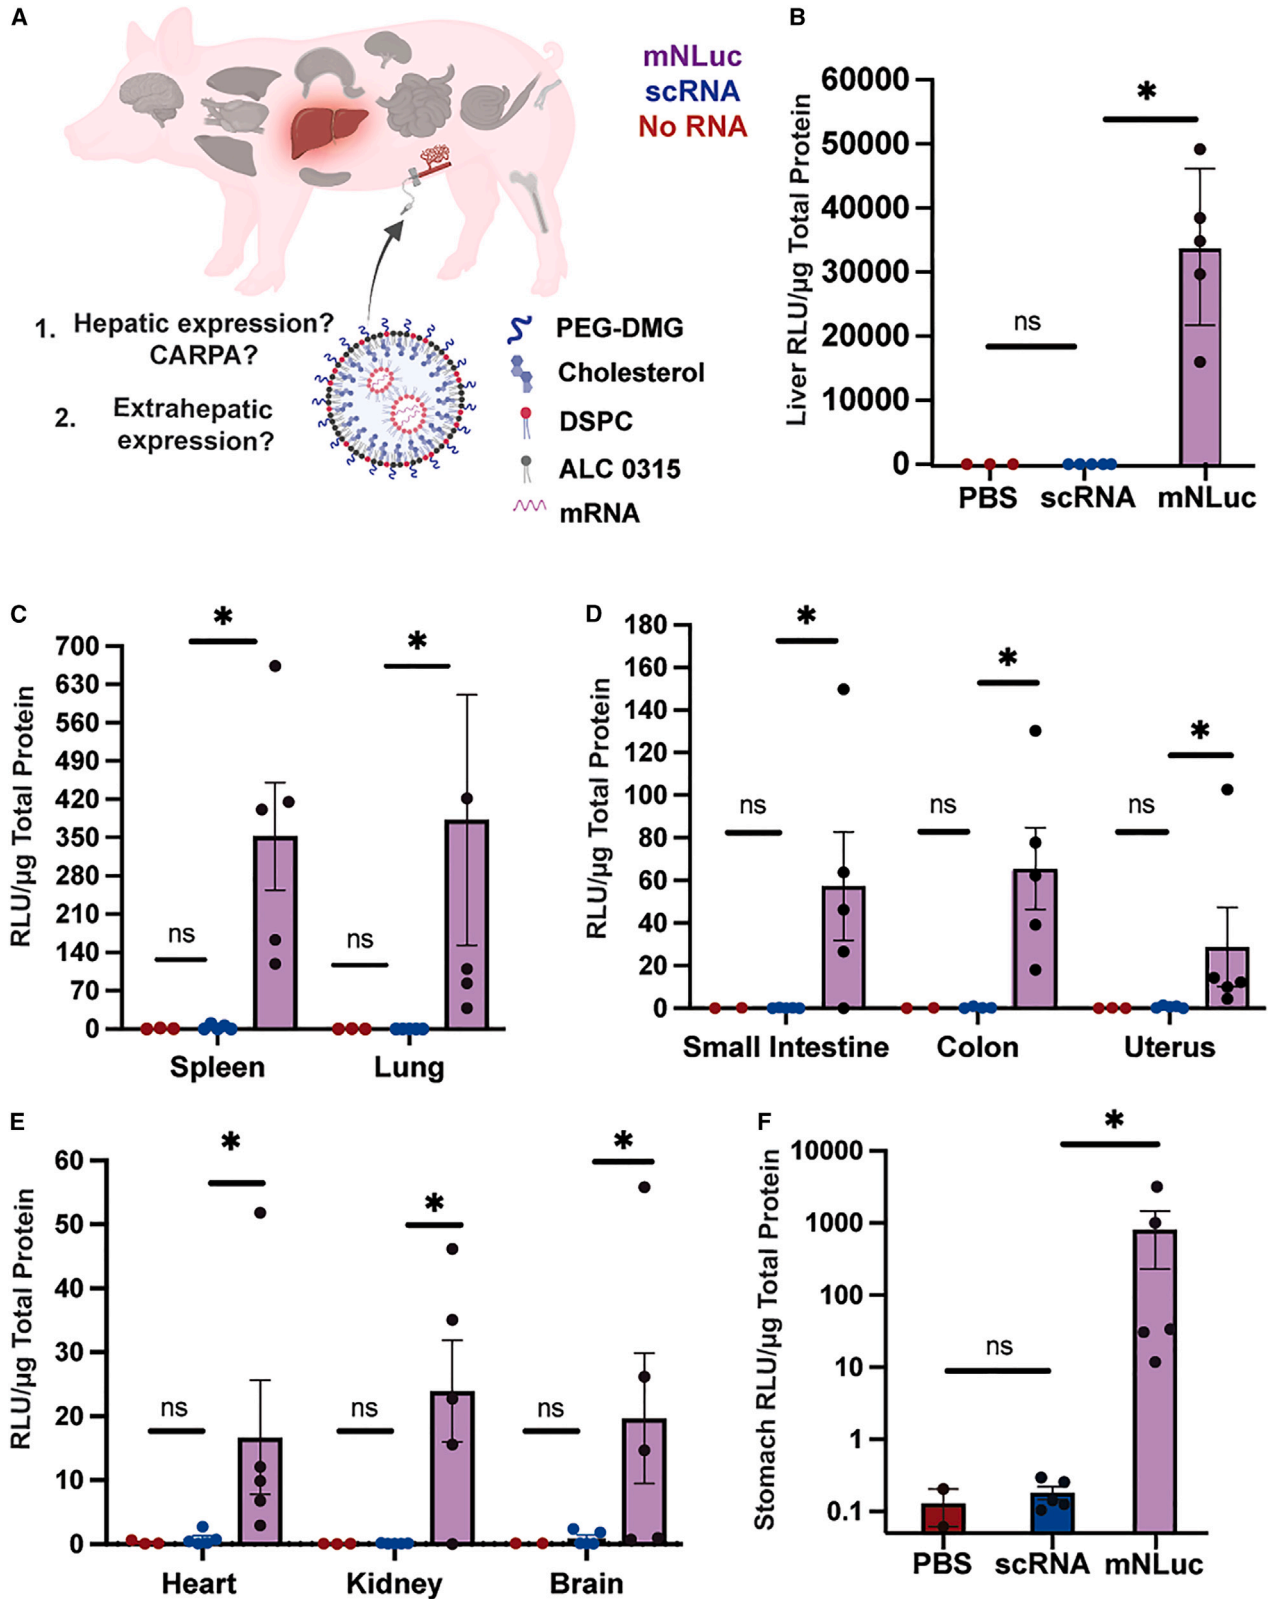 A
mNLuc
scRNA
No RNA
1. Hepatic expression?
CARPA?
2. Extrahepatic
expression?
PEG-DMG
Cholesterol
DSPC
ALC 0315
mRNA
B
Liver RLU/µg Total Protein
60000
50000
40000
30000
20000
10000
0
ns
*
PBS scRNA mNLuc
C
RLU/µg Total Protein
700
630
560
490
420
350
280
210
140
70
0
ns
*
ns
*
Spleen Lung
D
RLU/µg Total Protein
180
160
140
120
100
80
60
40
20
0
ns
*
ns
*
ns
*
Small Intestine Colon Uterus
E
RLU/µg Total Protein
60
50
40
30
20
10
0
ns
*
ns
*
ns
*
Heart Kidney Brain
F
Stomach RLU/µg Total Protein
10000
1000
100
10
1
0.1
ns
*
PBS scRNA mNLuc